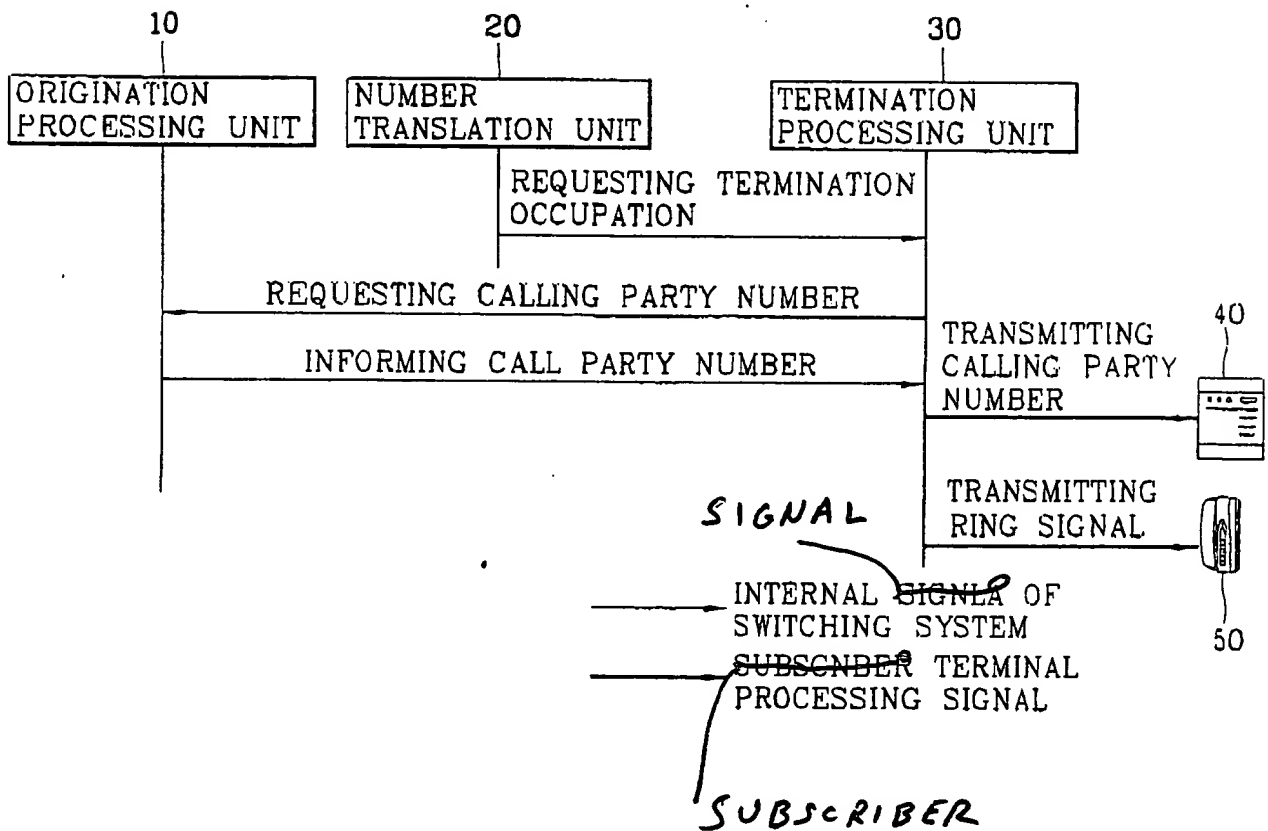 10 20 30
ORIGINATION
PROCESSING UNIT
NUMBER
TRANSLATION UNIT
TERMINATION
PROCESSING UNIT
REQUESTING TERMINATION
OCCUPATION
REQUESTING CALLING PARTY NUMBER
INFORMING CALL PARTY NUMBER
TRANSMITTING
CALLING PARTY
NUMBER
40
TRANSMITTING
RING SIGNAL
50
SIGNAL
INTERNAL SIGNLA OF
SWITCHING SYSTEM
SUBSCNBER TERMINAL
PROCESSING SIGNAL
SUBSCRIBER